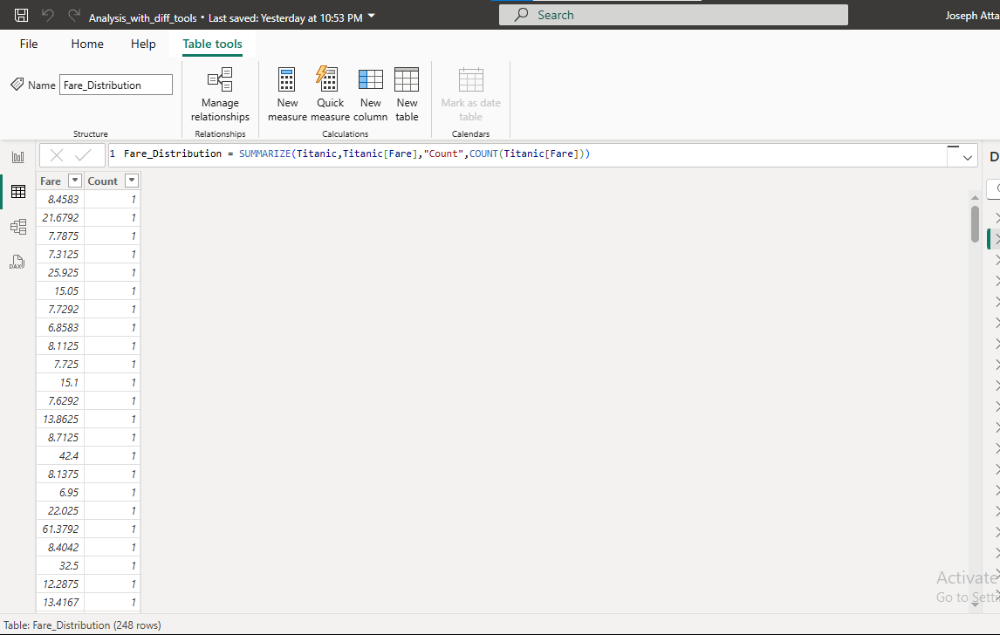 Analysis_with_diff_tools • Last saved: Yesterday at 10:53 PM
Search
Joseph Atta
File Home Help Table tools
Name Fare_Distribution
Manage relationships
New measure
Quick measure
New column
New table
Mark as date table
Structure
Relationships
Calculations
Calendars
1 Fare_Distribution = SUMMARIZE(Titanic,Titanic[Fare],"Count",COUNT(Titanic[Fare]))
D
DAX
Fare Count
8.4583 1
21.6792 1
7.7875 1
7.3125 1
25.925 1
15.05 1
7.7292 1
6.8583 1
8.1125 1
7.725 1
15.1 1
7.6292 1
13.8625 1
8.7125 1
42.4 1
8.1375 1
6.95 1
22.025 1
61.3792 1
8.4042 1
32.5 1
12.2875 1
13.4167 1
Activate
Go to Setti
Table: Fare_Distribution (248 rows)